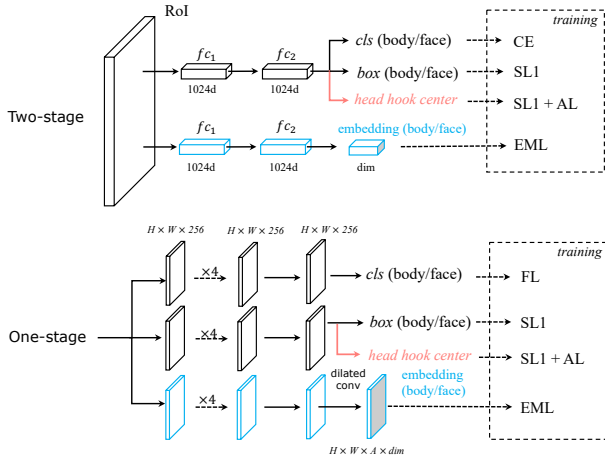 RoI
training
fc₁
fc₂
cls (body/face)
CE
1024d
1024d
box (body/face)
SL1
head hook center
SL1 + AL
Two-stage
fc₁
fc₂
embedding (body/face)
EML
1024d
1024d
dim
H × W × 256
H × W × 256
H × W × 256
training
×4
cls (body/face)
FL
One-stage
×4
box (body/face)
SL1
head hook center
SL1 + AL
×4
dilated
conv
embedding
(body/face)
EML
H × W × A × dim